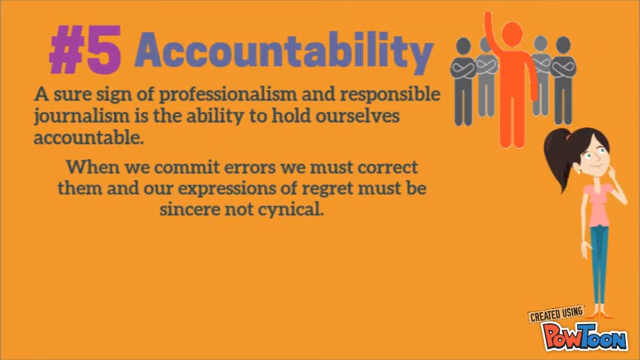 #5 Accountability
A sure sign of professionalism and responsible
journalism is the ability to hold ourselves
accountable.
When we commit errors we must correct
them and our expressions of regret must be
sincere not cynical.
CREATED USING
POWTOON